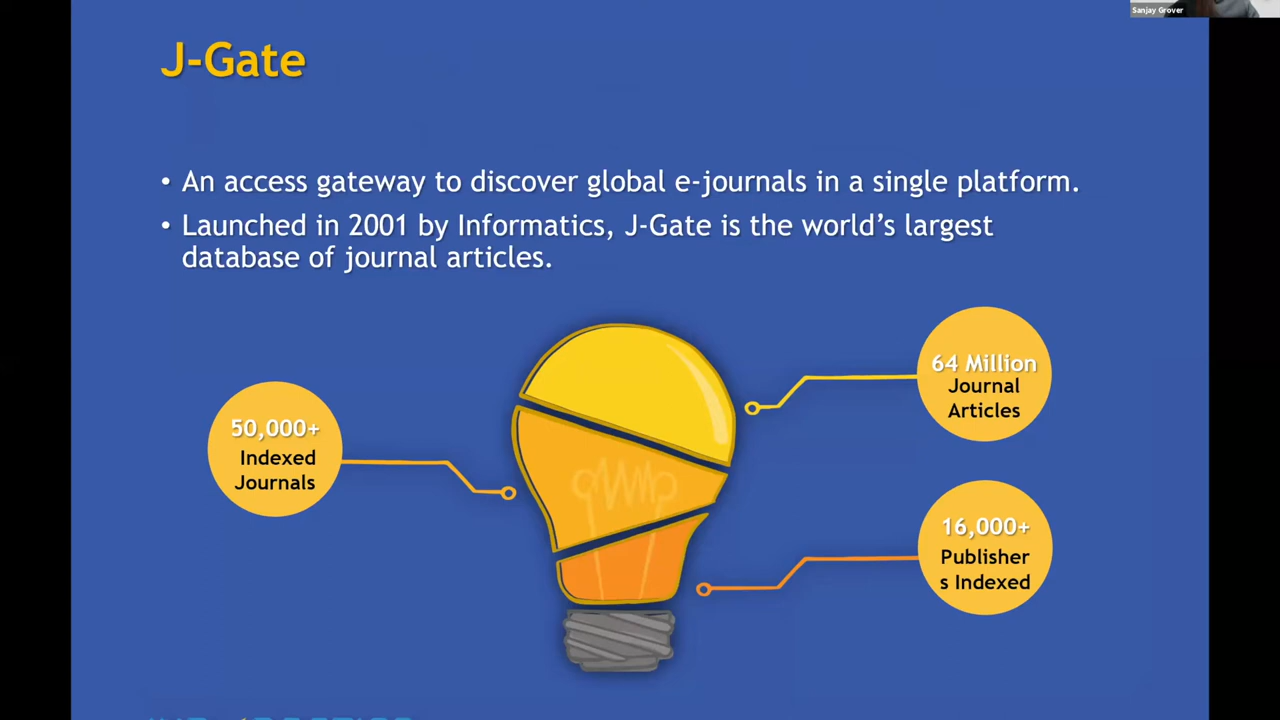 Sanjay Grover
J-Gate
• An access gateway to discover global e-journals in a single platform.
• Launched in 2001 by Informatics, J-Gate is the world’s largest
database of journal articles.
50,000+
Indexed
Journals
64 Million
Journal
Articles
16,000+
Publisher
s Indexed